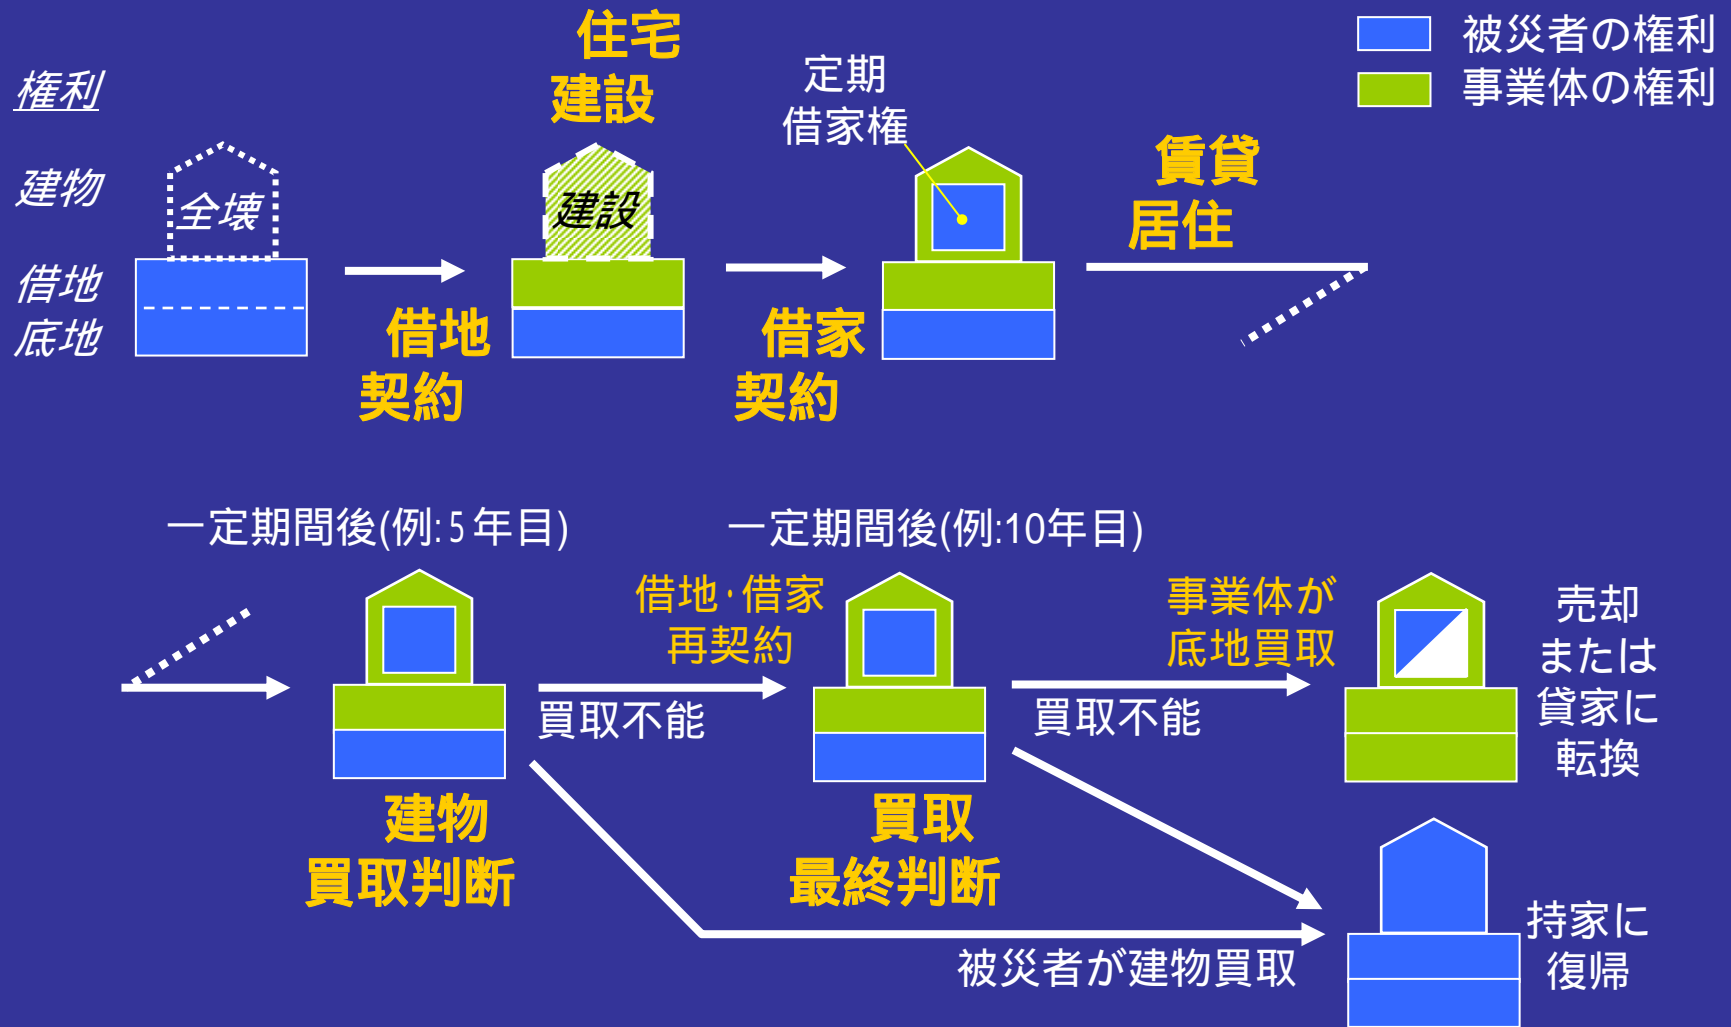 被災者の権利
事業体の権利
権利
建物
借地
底地
全壊
住宅
建設
建設
定期
借家権
賃貸
居住
借地
契約
借家
契約
一定期間後(例:5年目)
一定期間後(例:10年目)
借地・借家
再契約
買取不能
事業体が
底地買取
買取不能
売却
または
貸家に
転換
建物
買取判断
買取
最終判断
被災者が建物買取
持家に
復帰